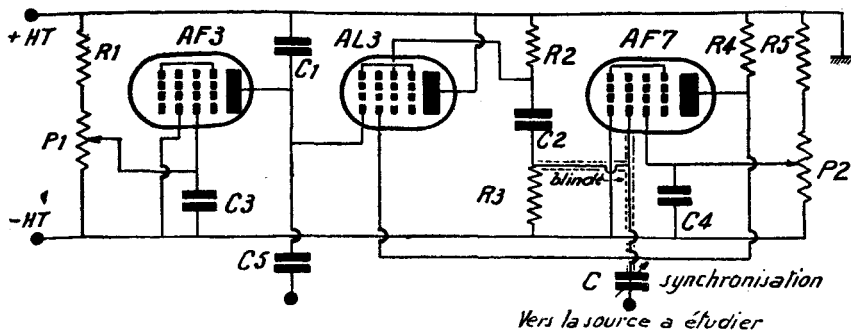 +HT
R1
AF3
C1
AL3
R2
AF7
R4
R5
P1
C2
blindé
P2
C3
R3
C4
-HT
C5
C
synchronisation
Vers la source a étudier